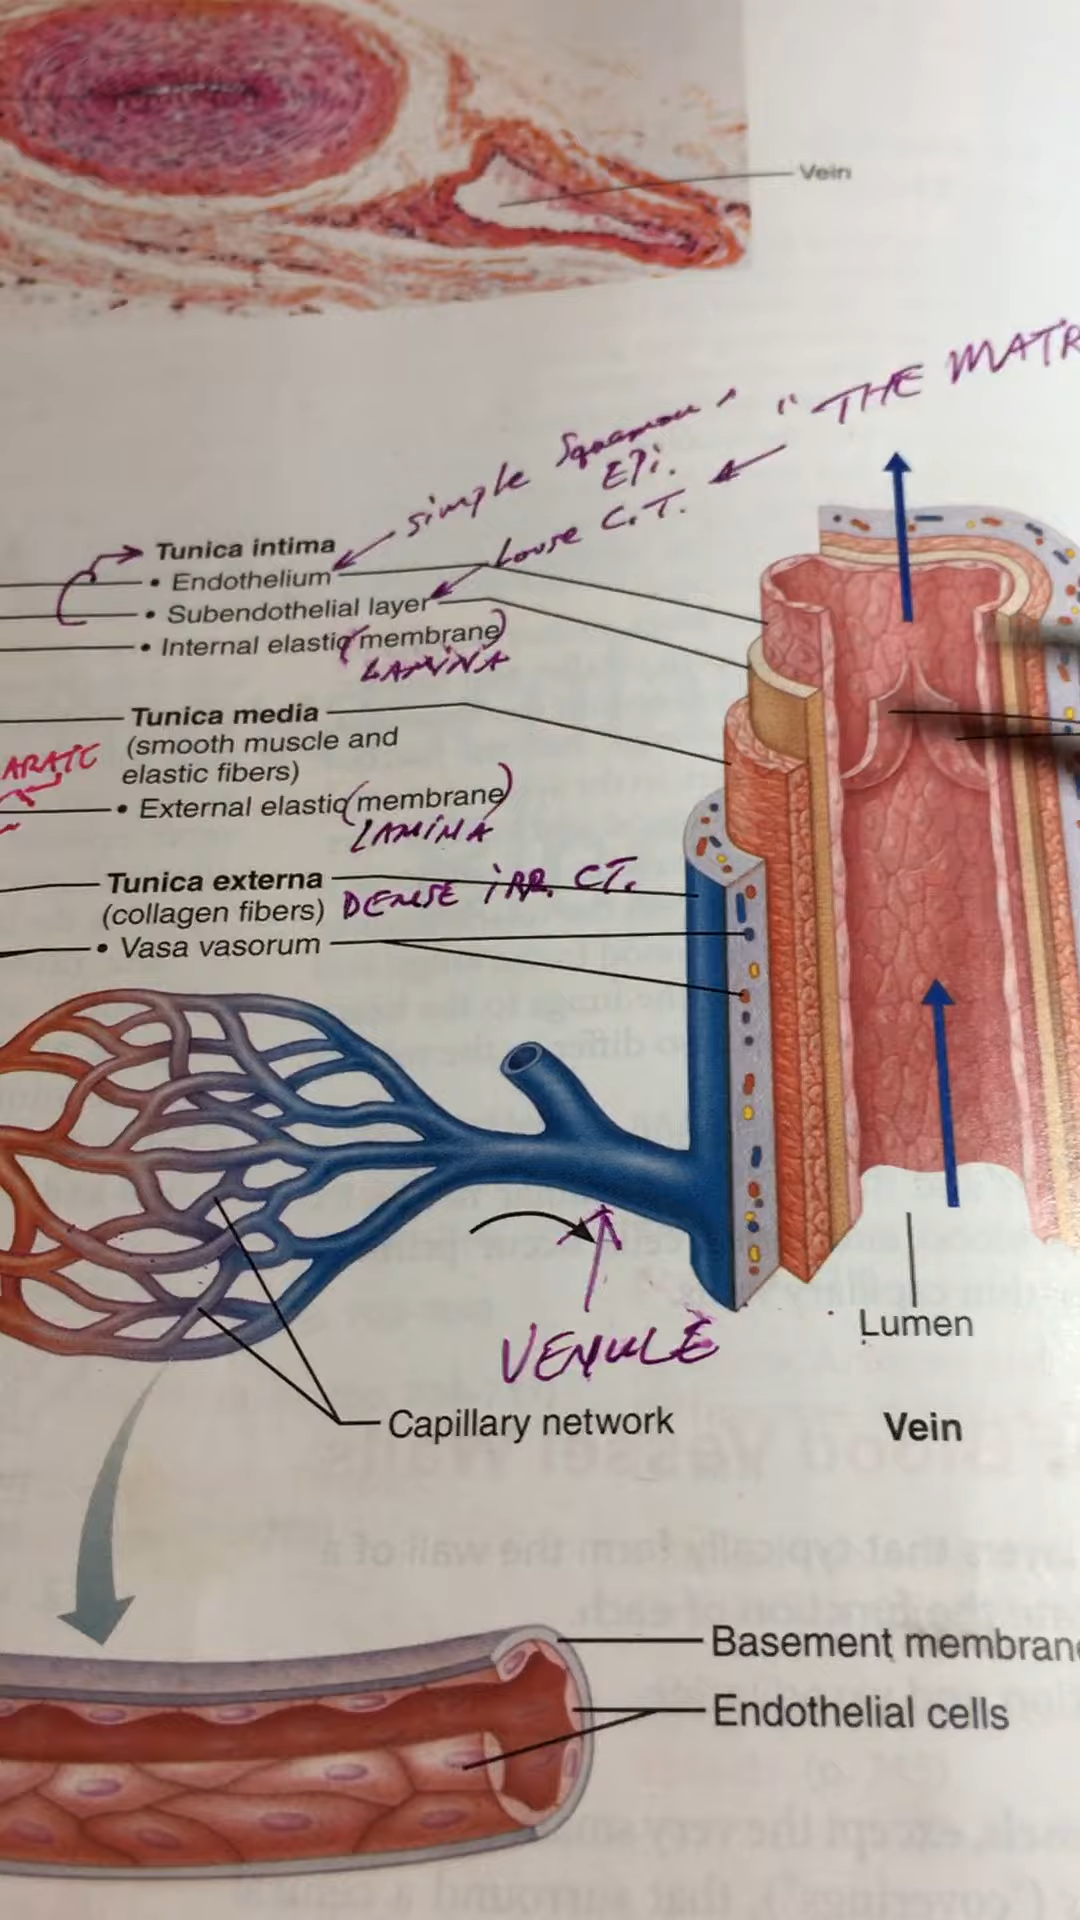 Vein
" THE MATR
simple Squamous
EPi.
Loose C.T.
Tunica intima
• Endothelium
• Subendothelial layer
• Internal elastic (membrane)
LAMINA
Tunica media
(smooth muscle and
elastic fibers)
ARATE
• External elastic (membrane)
LAMINA
Tunica externa
(collagen fibers) DENSE iRR. CT.
• Vasa vasorum
VENULE
Lumen
Capillary network
Vein
Basement membrane
Endothelial cells